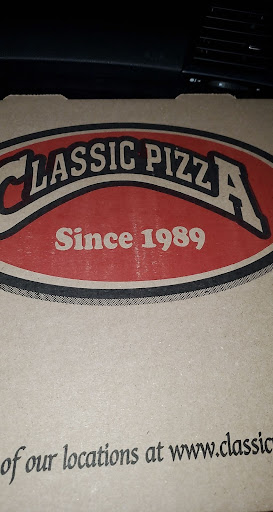 CLASSIC PIZZA
Since 1989
of our locations at www.classic